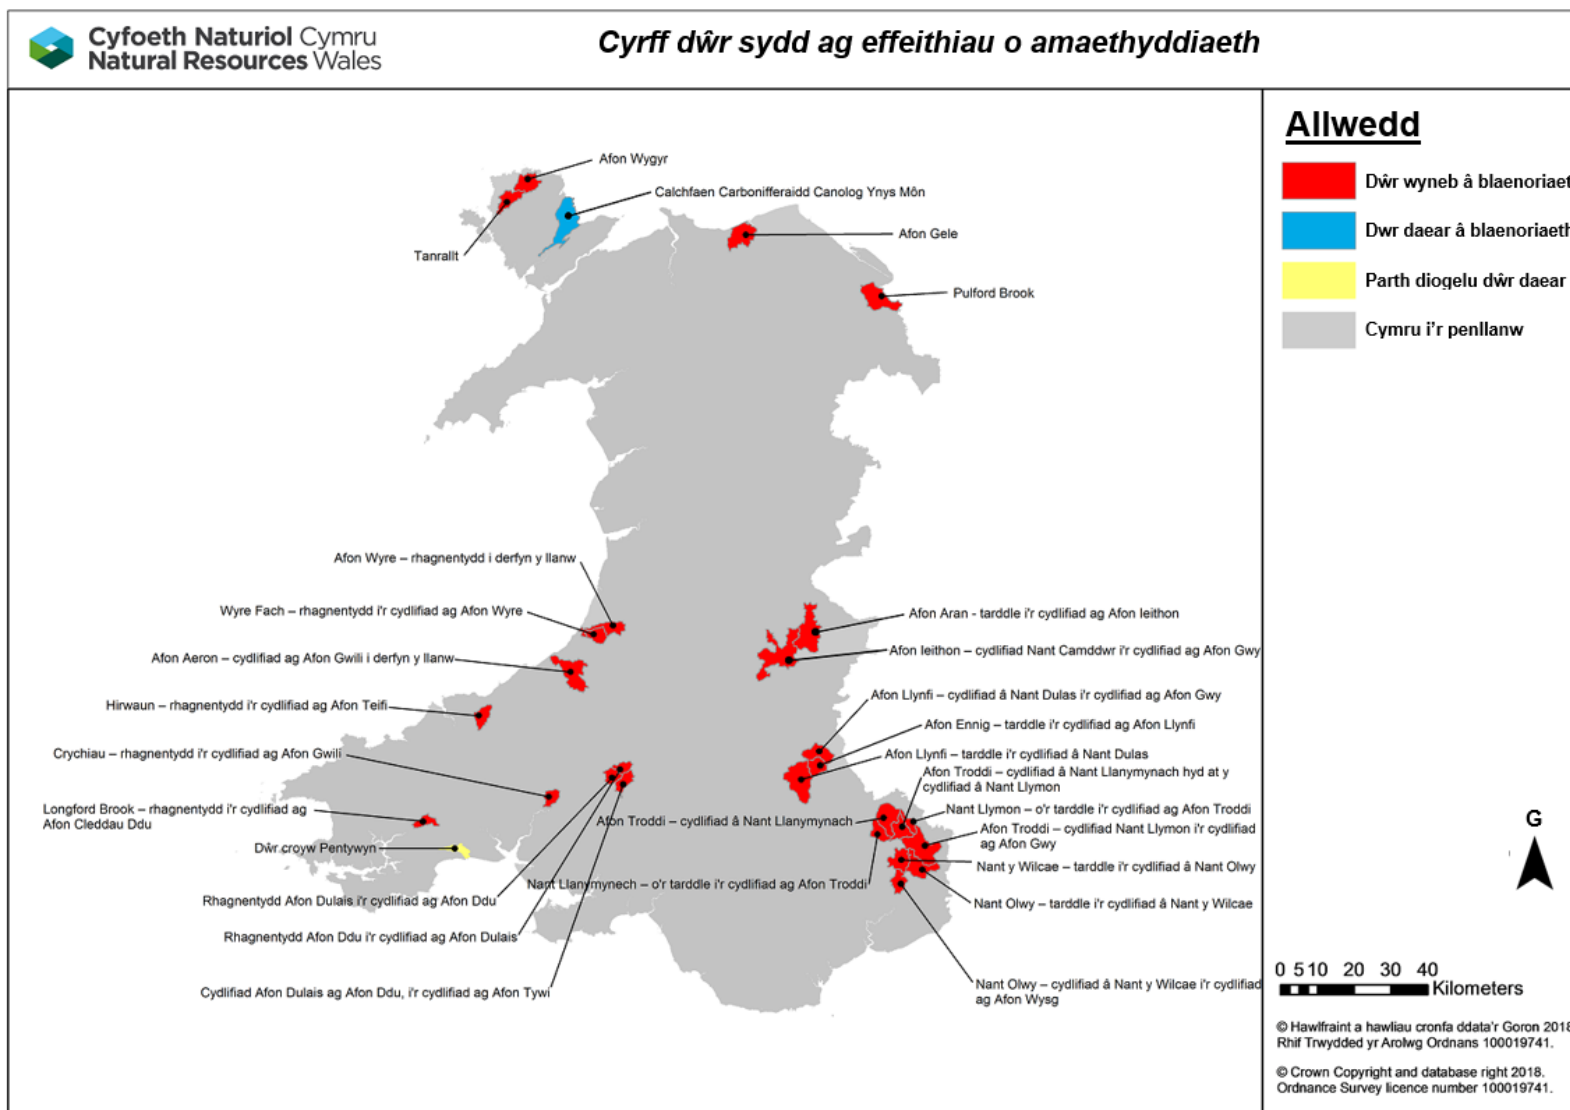 Cyfoeth Naturiol Cymru
Natural Resources Wales
Cyrff dŵr sydd ag effeithiau o amaethyddiaeth
Afon Wygyr
Calchfaen Carbonifferaidd Canolog Ynys Môn
Tanrallt
Afon Gele
Pulford Brook
Afon Wyre – rhagnentydd i derfyn y llanw
Wyre Fach – rhagnentydd i'r cydlifiad ag Afon Wyre
Afon Aeron – cydlifiad ag Afon Gwili i derfyn y llanw
Hirwaun – rhagnentydd i'r cydlifiad ag Afon Teifi
Crychiau – rhagnentydd i'r cydlifiad ag Afon Gwili
Longford Brook – rhagnentydd i'r cydlifiad ag
Afon Cleddau Ddu
Dŵr croyw Pentywyn
Rhagnentydd Afon Dulais i'r cydlifiad ag Afon Ddu
Rhagnentydd Afon Ddu i'r cydlifiad ag Afon Dulais
Cydlifiad Afon Dulais ag Afon Ddu, i'r cydlifiad ag Afon Tywi
Afon Aran - tarddle i'r cydlifiad ag Afon Ieithon
Afon Ieithon – cydlifiad Nant Camddwr i'r cydlifiad ag Afon Gwy
Afon Llynfi – cydlifiad â Nant Dulas i'r cydlifiad ag Afon Gwy
Afon Ennig – tarddle i'r cydlifiad ag Afon Llynfi
Afon Llynfi – tarddle i'r cydlifiad â Nant Dulas
Afon Troddi – cydlifiad â Nant Llanymynach hyd at y
cydlifiad â Nant Llymon
Nant Llymon – o'r tarddle i'r cydlifiad ag Afon Troddi
Afon Troddi – cydlifiad â Nant Llanymynach
Afon Troddi – cydlifiad Nant Llymon i'r cydlifiad
ag Afon Gwy
Nant y Wilcae – tarddle i'r cydlifiad â Nant Olwy
Nant Llanymynech – o'r tarddle i'r cydlifiad ag Afon Troddi
Nant Olwy – tarddle i'r cydlifiad â Nant y Wilcae
Nant Olwy – cydlifiad â Nant y Wilcae i'r cydlifiad
ag Afon Wysg
Allwedd
Dŵr wyneb â blaenoriaet
Dwr daear â blaenoriaeth
Parth diogelu dŵr daear
Cymru i'r penllanw
G
0 5 10 20 30 40
Kilometers
© Hawlfraint a hawliau cronfa ddata'r Goron 2018
Rhif Trwydded yr Arolwg Ordnans 100019741.
© Crown Copyright and database right 2018.
Ordnance Survey licence number 100019741.